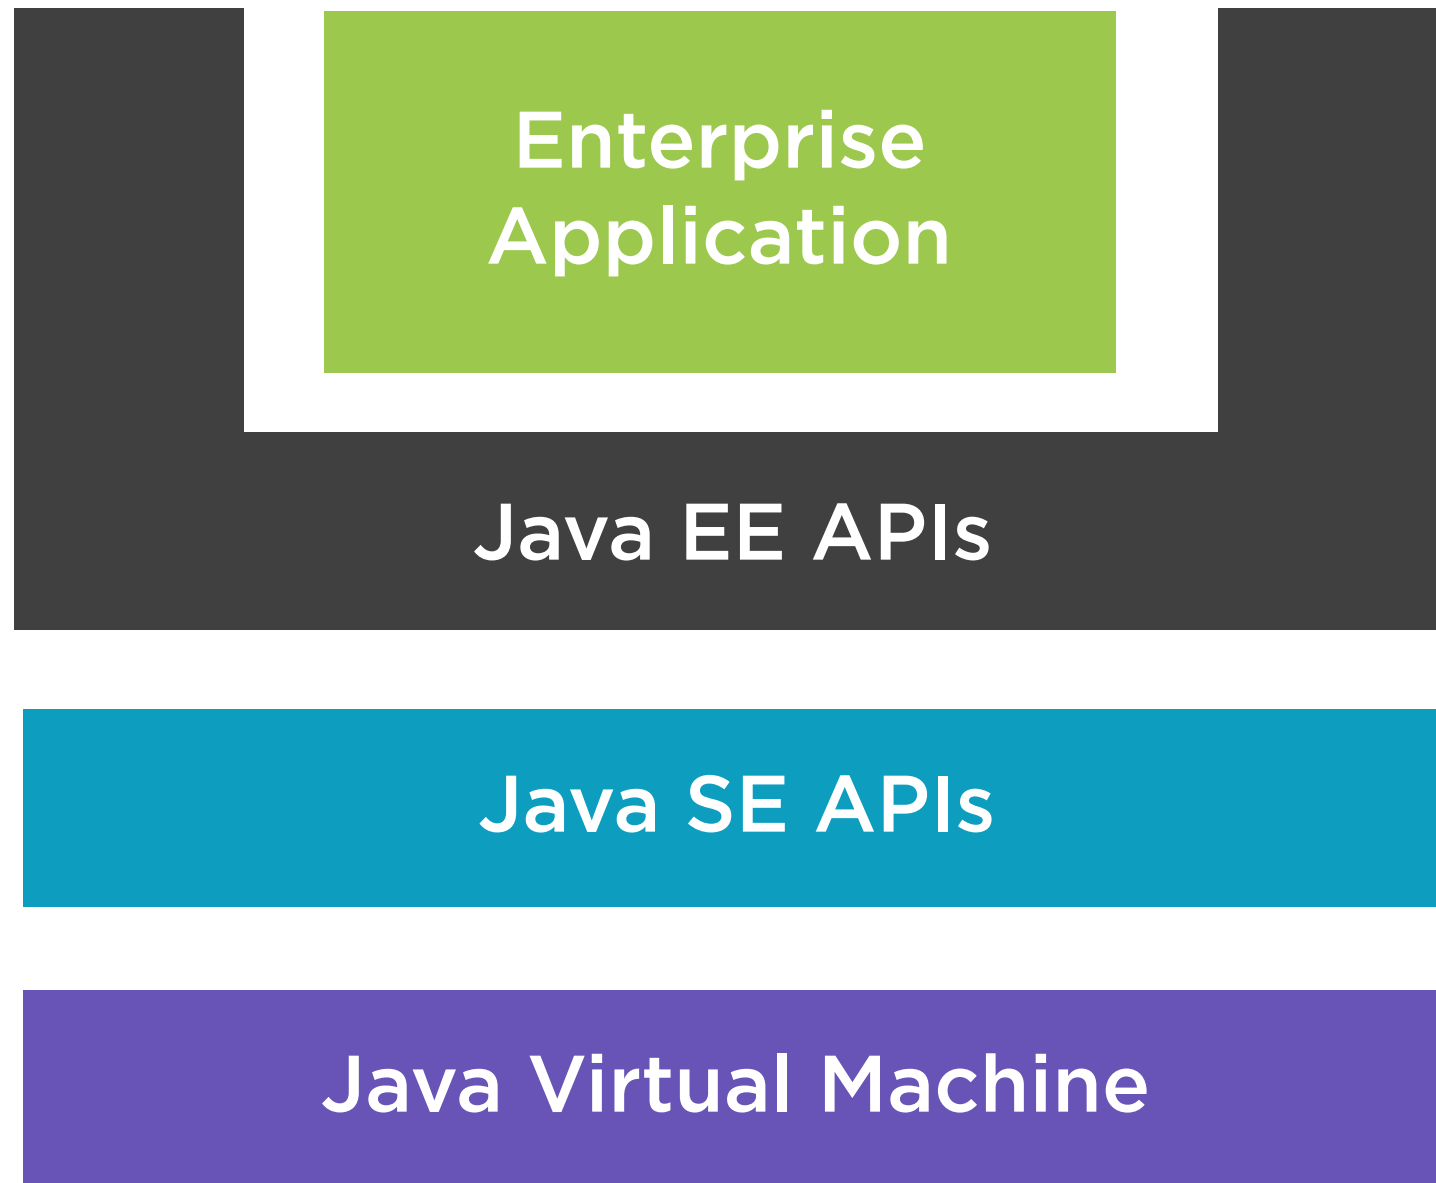 Enterprise
Application
Java EE APIs
Java SE APIs
Java Virtual Machine